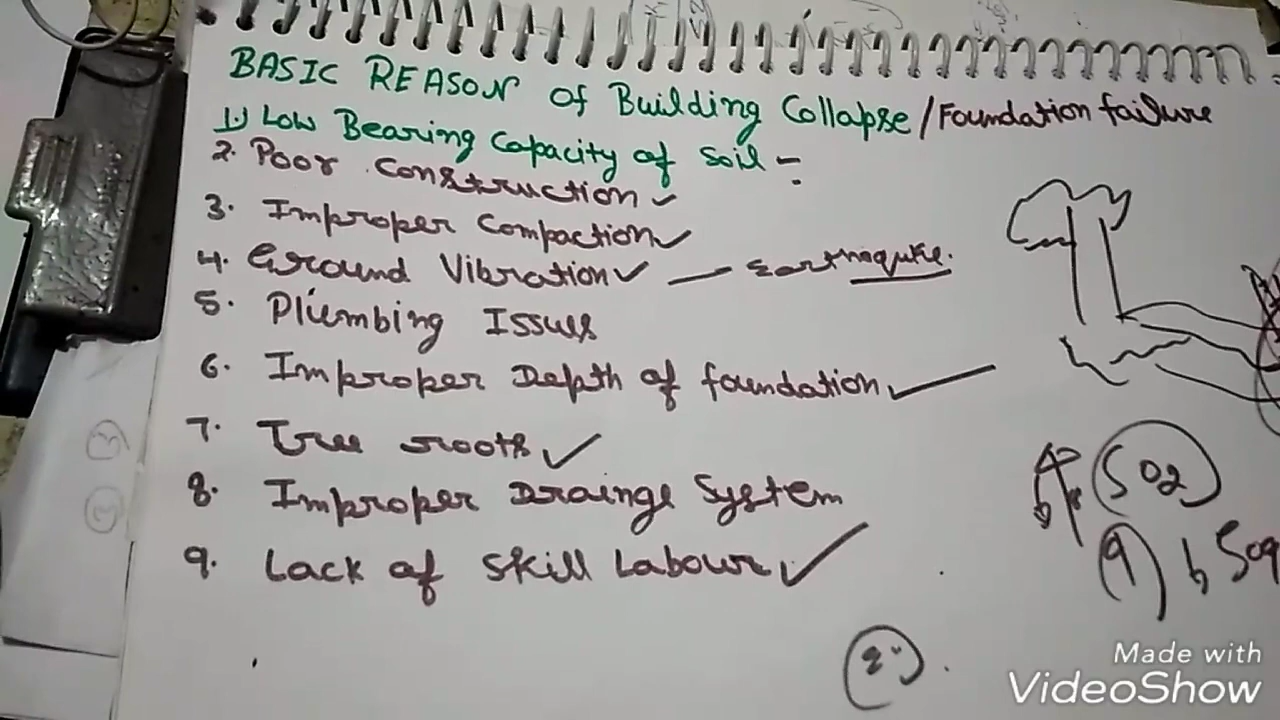 BASIC REASON of Building Collapse / Foundation failure
1.) Low Bearing Capacity of Soil -
2. Poor Construction ✓
3. Improper Compaction ✓
4. Ground Vibration ✓ — Earthquke.
5. Plumbing Issues
6. Improper Depth of foundation ✓
7. Tree roots ✓
8. Improper Drainge System
9. Lack of Skill Labour ✓
SO2
Made with
VideoShow